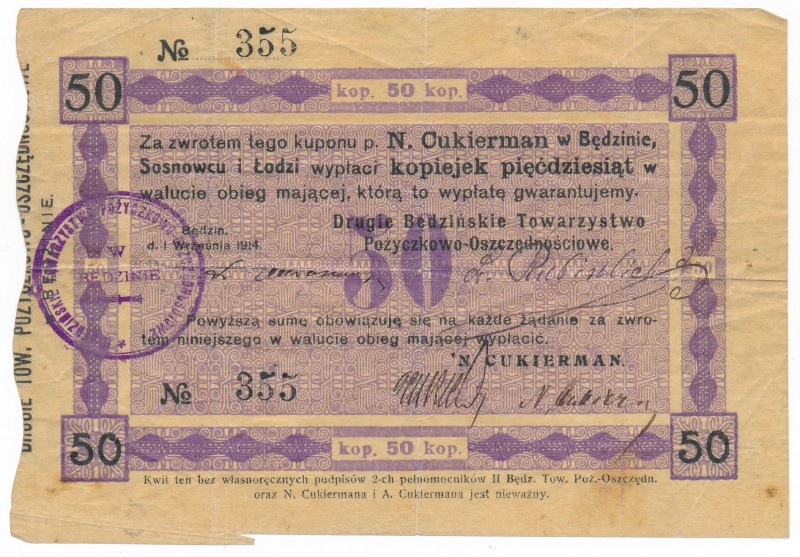 № 355
50 kop. 50 kop. 50
Za zwrotem tego kuponu p. N. Cukierman w Będzinie,
Sosnowcu i Łodzi wypłaci kopiejek pięćdziesiąt w
walucie obieg mającej, którą to wypłatę gwarantujemy.
Będzin,
d. 1 Września 1914.
Drugie Będzińskie Towarzystwo
Pożyczkowo-Oszczędnościowe.
50
Powyższą sumę obowiązuję się na każde żądanie za zwro-
tem niniejszego w walucie obieg mającej wypłacić.
N. CUKIERMAN.
№ 355
50 kop. 50 kop. 50
Kwit ten bez własnoręcznych podpisów 2-ch pełnomocników II Będz. Tow. Poż.-Oszczędn.
oraz N. Cukiermana i A. Cukiermana jest nieważny.
TOW. POŻYCZKOWO-OSZCZĘDNOŚCIOWE
W BĘDZINIE.
TOWARZYSTWO POŻYCZKOWO-
W
BĘDZINIE